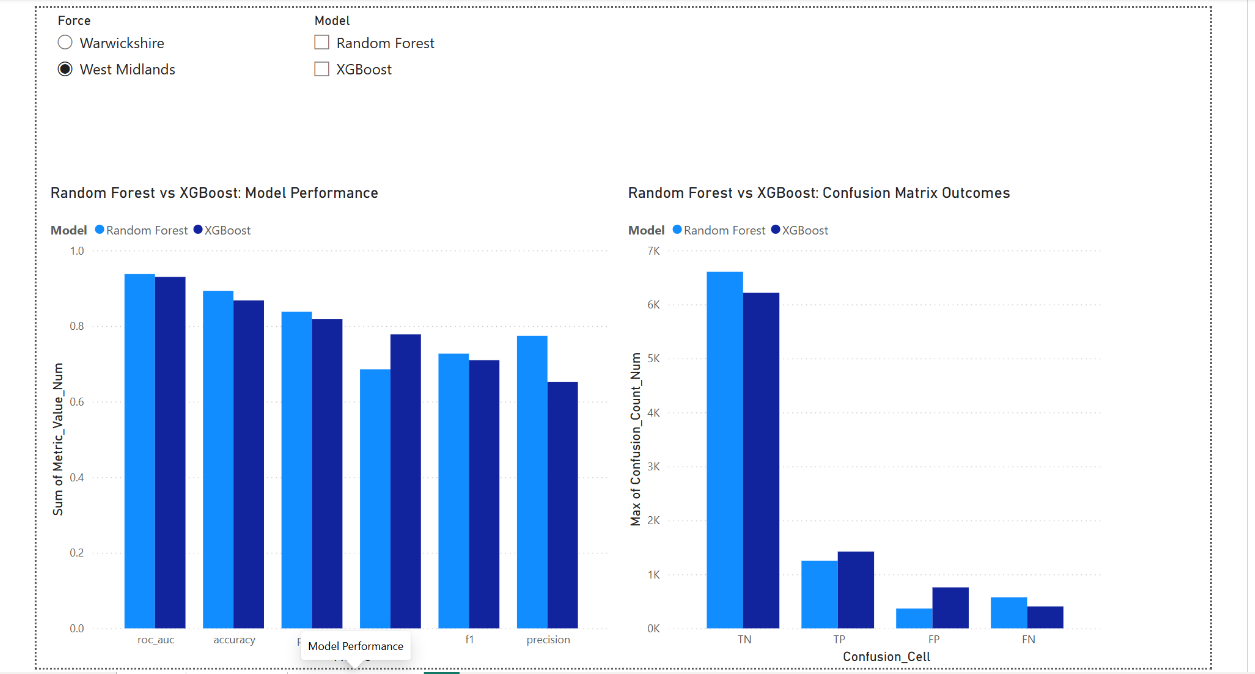 Force
Warwickshire
West Midlands
Model
Random Forest
XGBoost
Random Forest vs XGBoost: Model Performance
Model Random Forest XGBoost
Sum of Metric_Value_Num
1.0
0.8
0.6
0.4
0.2
0.0
roc_auc accuracy f1 precision
Model Performance
Random Forest vs XGBoost: Confusion Matrix Outcomes
Model Random Forest XGBoost
Max of Confusion_Count_Num
7K
6K
5K
4K
3K
2K
1K
0K
TN TP FP FN
Confusion_Cell